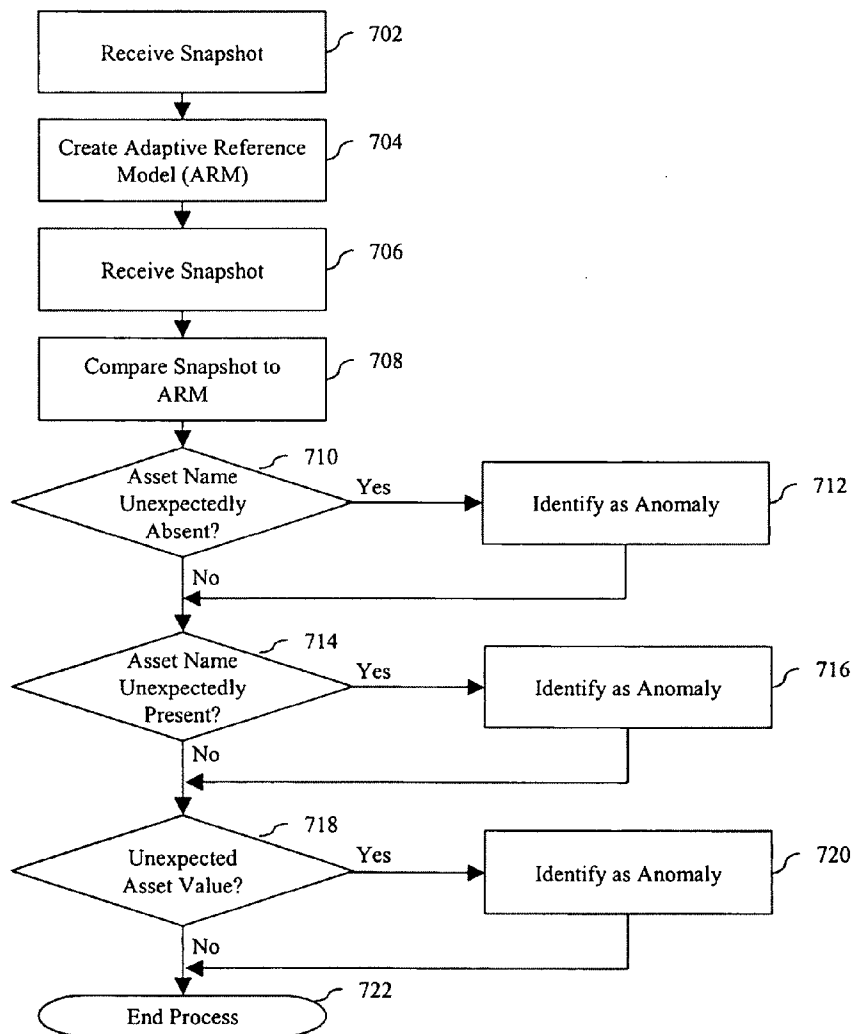 Receive Snapshot
702
Create Adaptive Reference
Model (ARM)
704
Receive Snapshot
706
Compare Snapshot to
ARM
708
710
Asset Name
Unexpectedly
Absent?
Yes
Identify as Anomaly
712
No
714
Asset Name
Unexpectedly
Present?
Yes
Identify as Anomaly
716
No
718
Unexpected
Asset Value?
Yes
Identify as Anomaly
720
No
722
End Process